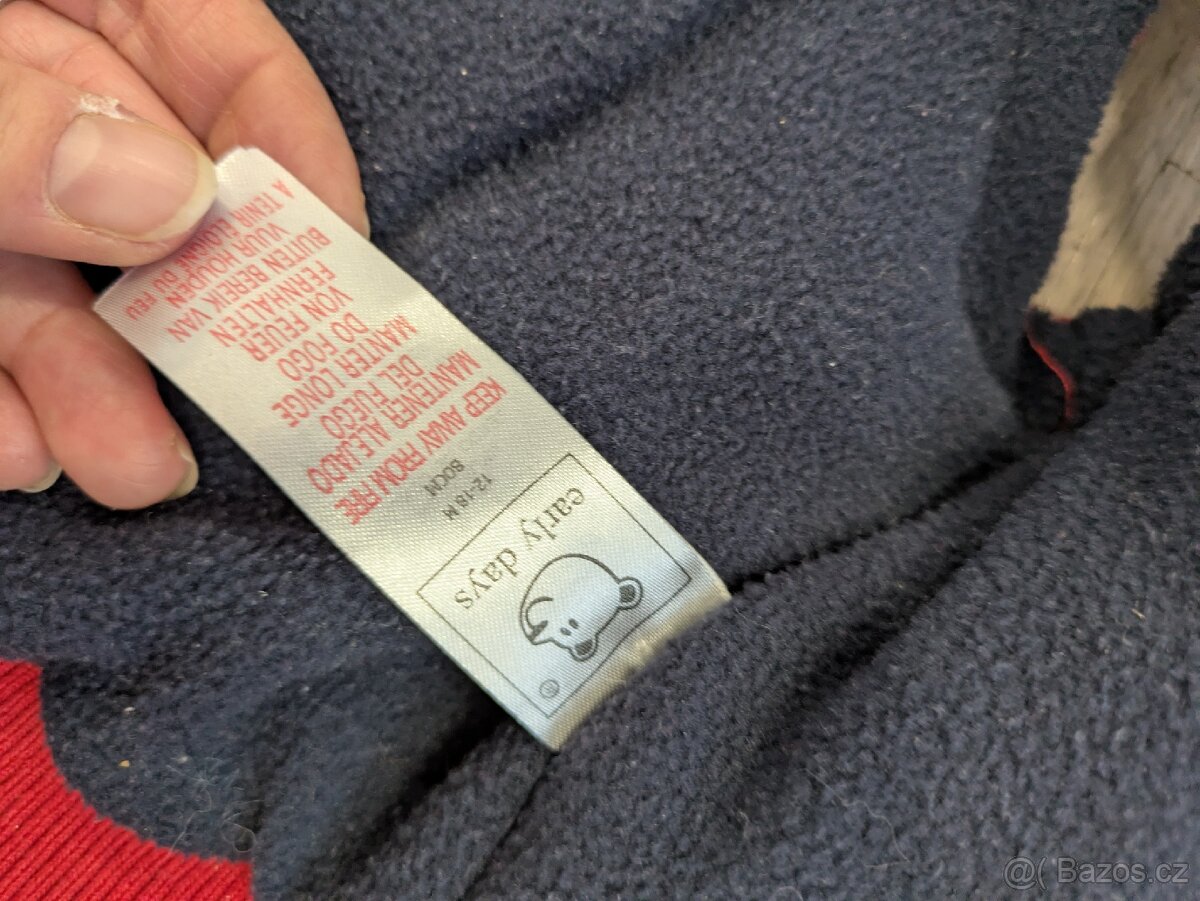 ®
early days
12-18 M
80CM
KEEP AWAY FROM FIRE
MANTENER ALEJADO
DEL FUEGO
MANTER LONGE
DO FOGO
VON FEUER
FERNHALTEN
BUITEN BEREIK VAN
VUUR HOUDEN
A TENIR ELOIGNE DU FEU
@( Bazos.cz